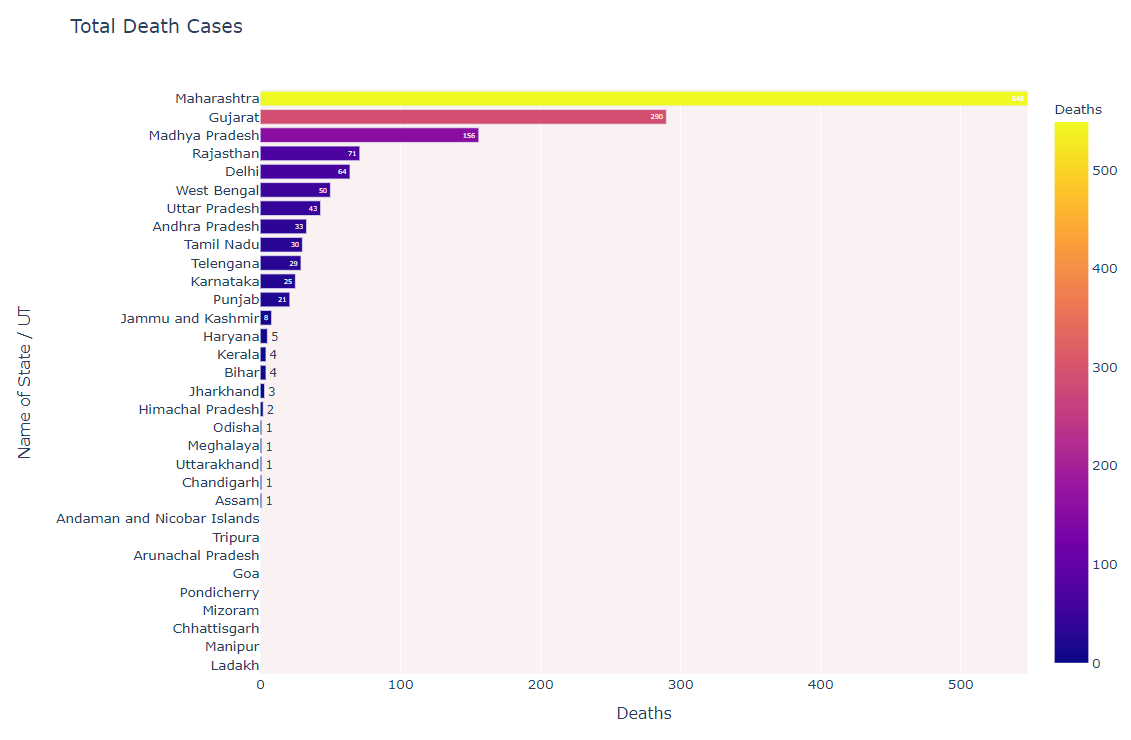 Total Death Cases
Name of State / UT
Maharashtra 548
Gujarat 290
Madhya Pradesh 156
Rajasthan 71
Delhi 64
West Bengal 50
Uttar Pradesh 43
Andhra Pradesh 33
Tamil Nadu 30
Telengana 29
Karnataka 25
Punjab 21
Jammu and Kashmir 8
Haryana 5
Kerala 4
Bihar 4
Jharkhand 3
Himachal Pradesh 2
Odisha 1
Meghalaya 1
Uttarakhand 1
Chandigarh 1
Assam 1
Andaman and Nicobar Islands
Tripura
Arunachal Pradesh
Goa
Pondicherry
Mizoram
Chhattisgarh
Manipur
Ladakh
0 100 200 300 400 500
Deaths
Deaths
500
400
300
200
100
0